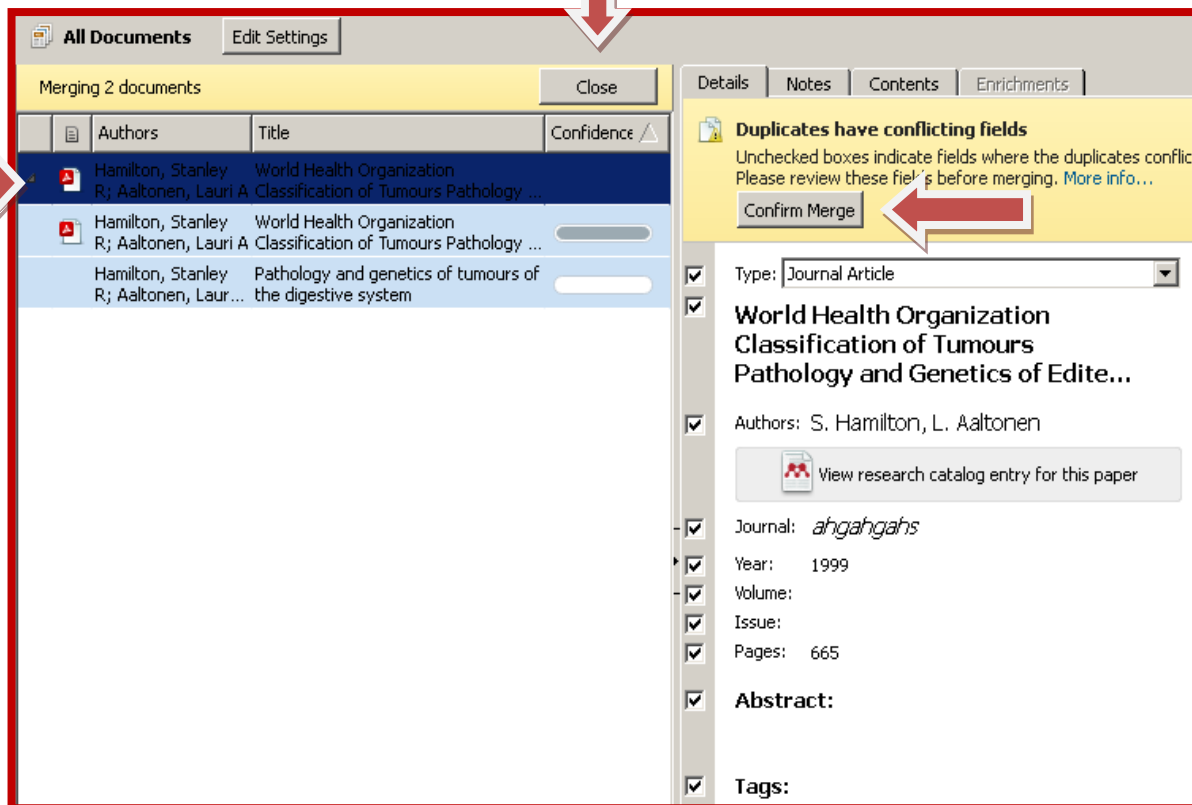 All Documents Edit Settings
Merging 2 documents Close
Authors Title Confidence
Hamilton, Stanley World Health Organization
R; Aaltonen, Lauri A Classification of Tumours Pathology ...
Hamilton, Stanley World Health Organization
R; Aaltonen, Lauri A Classification of Tumours Pathology ...
Hamilton, Stanley Pathology and genetics of tumours of
R; Aaltonen, Laur... the digestive system
Details Notes Contents Enrichments
Duplicates have conflicting fields
Unchecked boxes indicate fields where the duplicates conflic
Please review these fields before merging. More info...
Confirm Merge
Type: Journal Article
World Health Organization
Classification of Tumours
Pathology and Genetics of Edite...
Authors: S. Hamilton, L. Aaltonen
View research catalog entry for this paper
Journal: ahgahgahs
Year: 1999
Volume:
Issue:
Pages: 665
Abstract:
Tags: